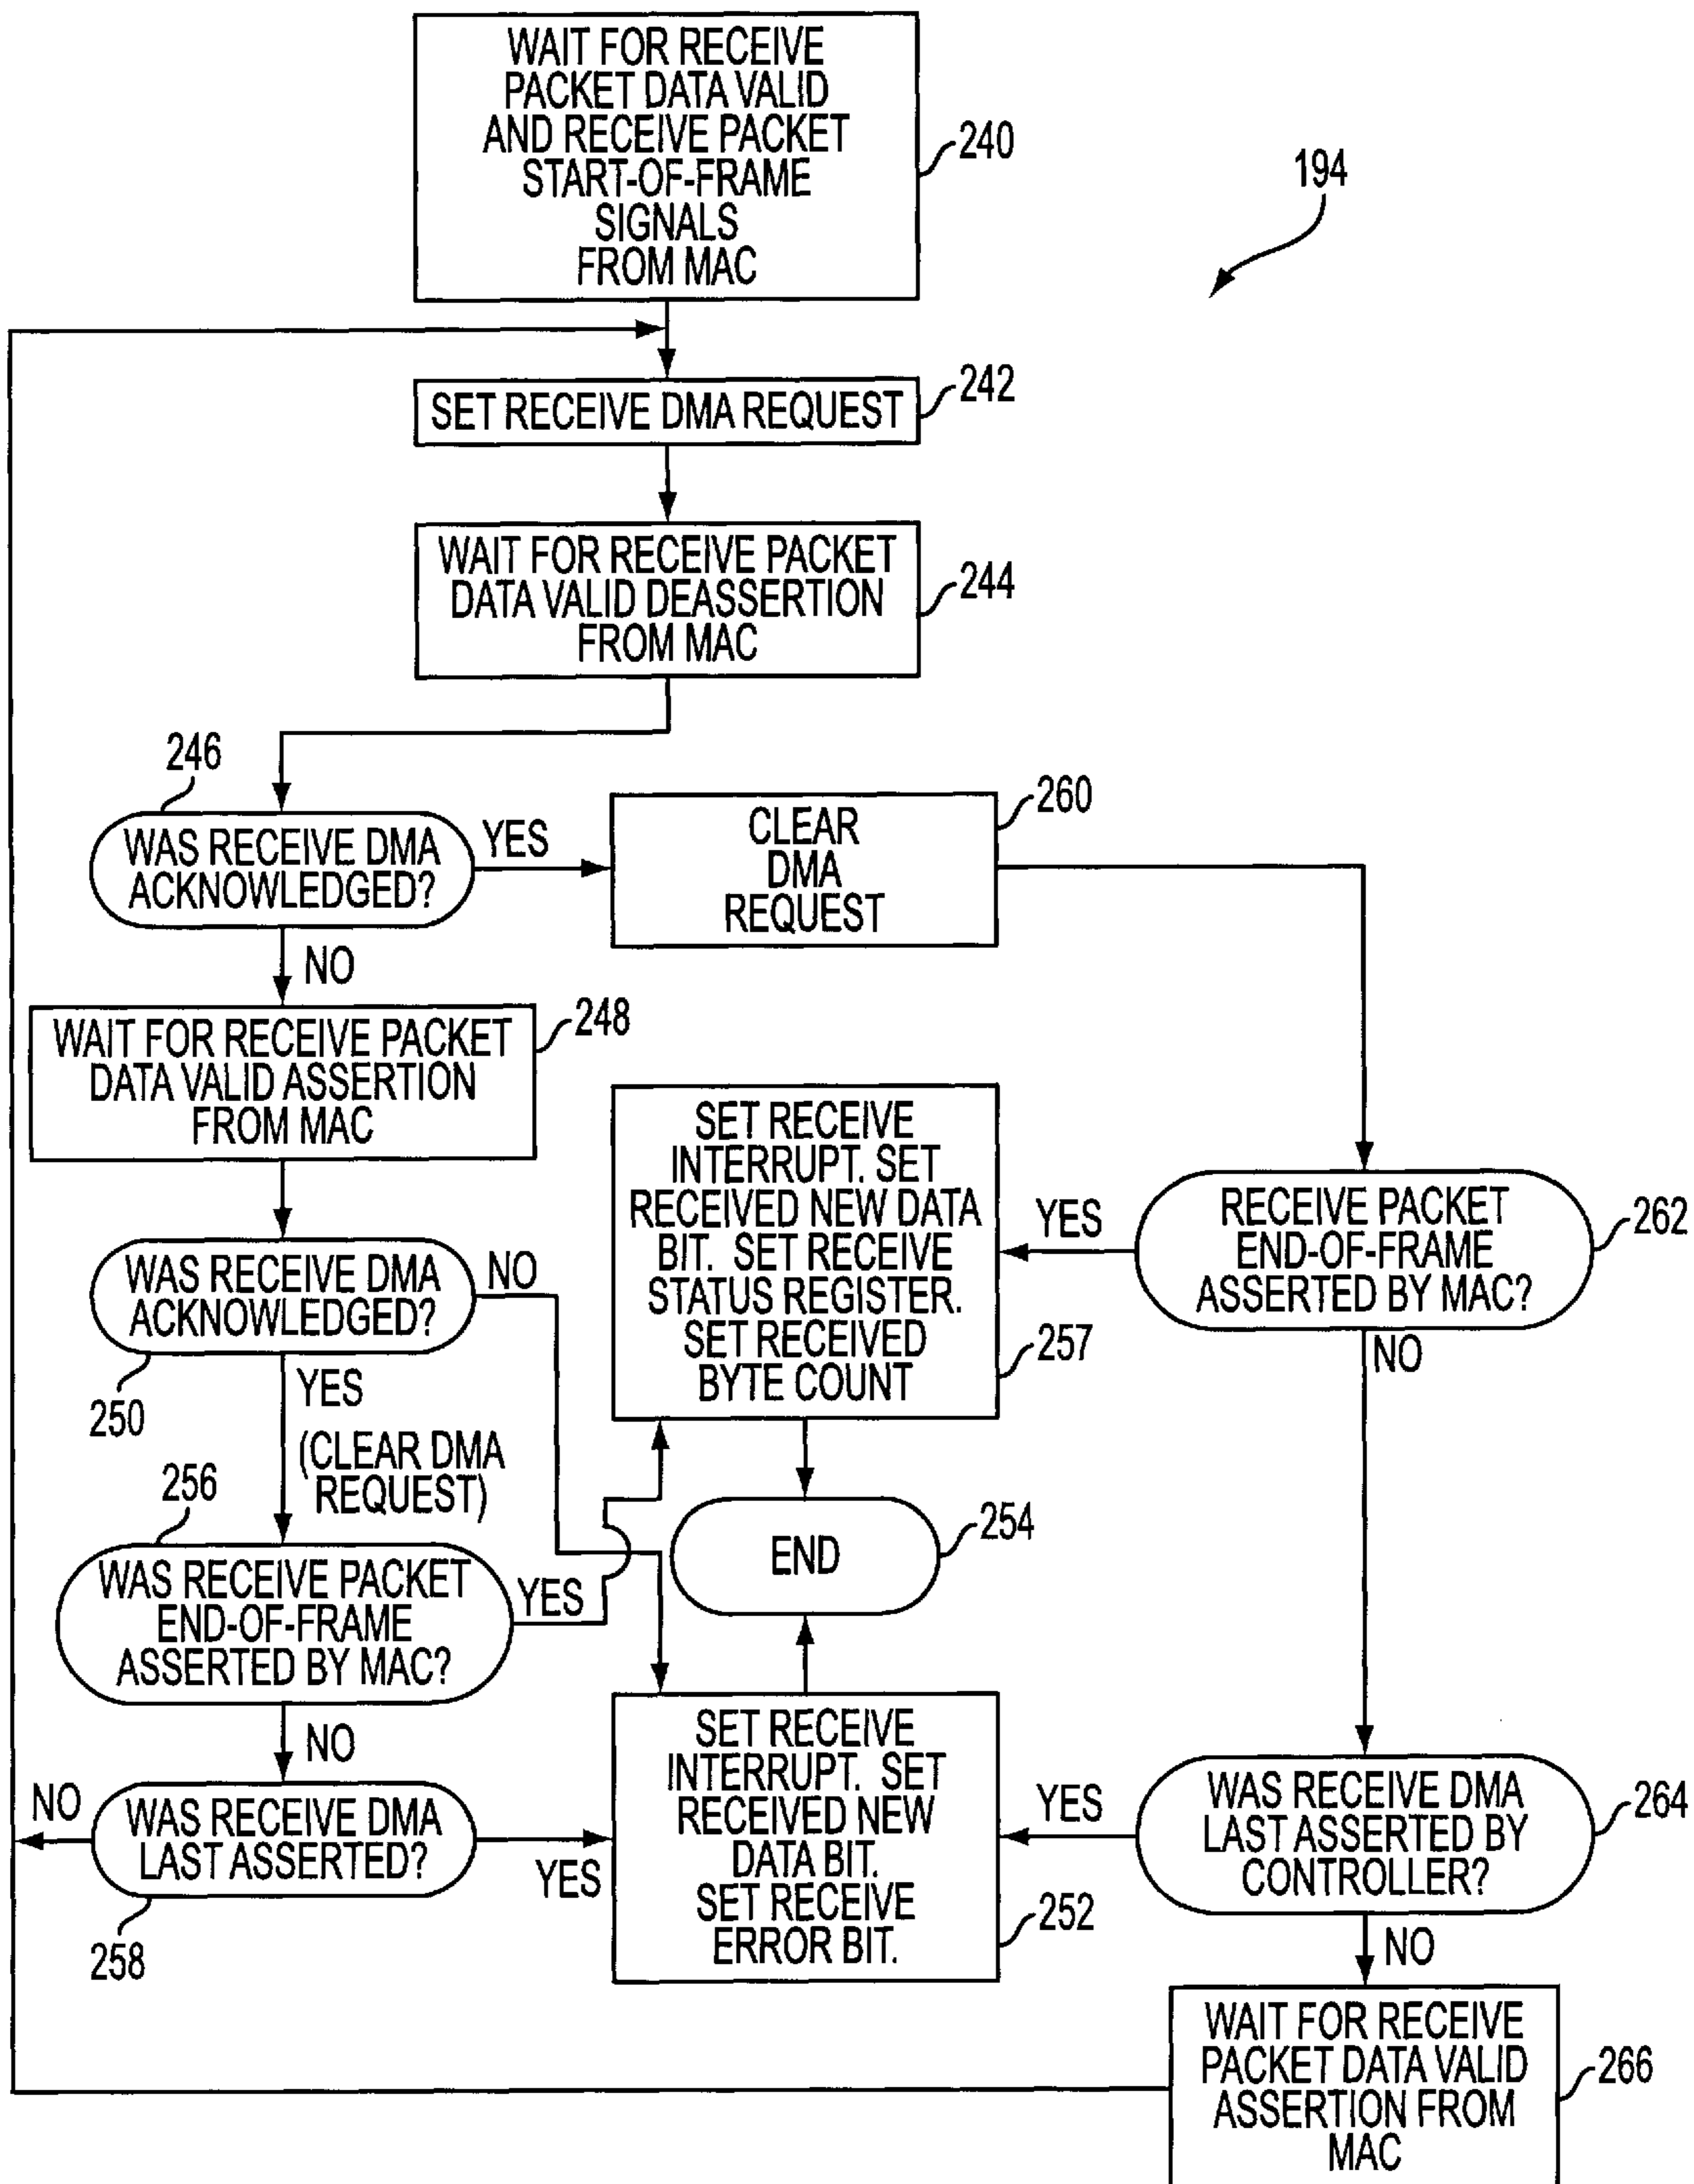 WAIT FOR RECEIVE
PACKET DATA VALID
AND RECEIVE PACKET
START-OF-FRAME
SIGNALS
FROM MAC
240
194
SET RECEIVE DMA REQUEST
242
WAIT FOR RECEIVE PACKET
DATA VALID DEASSERTION
FROM MAC
244
246
WAS RECEIVE DMA
ACKNOWLEDGED?
YES
NO
CLEAR
DMA
REQUEST
260
WAIT FOR RECEIVE PACKET
DATA VALID ASSERTION
FROM MAC
248
WAS RECEIVE DMA
ACKNOWLEDGED?
NO
250
YES
(CLEAR DMA
REQUEST)
SET RECEIVE
INTERRUPT. SET
RECEIVED NEW DATA
BIT. SET RECEIVE
STATUS REGISTER.
SET RECEIVED
BYTE COUNT
257
YES
RECEIVE PACKET
END-OF-FRAME
ASSERTED BY MAC?
262
NO
256
WAS RECEIVE PACKET
END-OF-FRAME
ASSERTED BY MAC?
YES
NO
END
254
NO
WAS RECEIVE DMA
LAST ASSERTED?
YES
258
SET RECEIVE
INTERRUPT. SET
RECEIVED NEW
DATA BIT.
SET RECEIVE
ERROR BIT.
252
YES
WAS RECEIVE DMA
LAST ASSERTED BY
CONTROLLER?
264
NO
WAIT FOR RECEIVE
PACKET DATA VALID
ASSERTION FROM
MAC
266